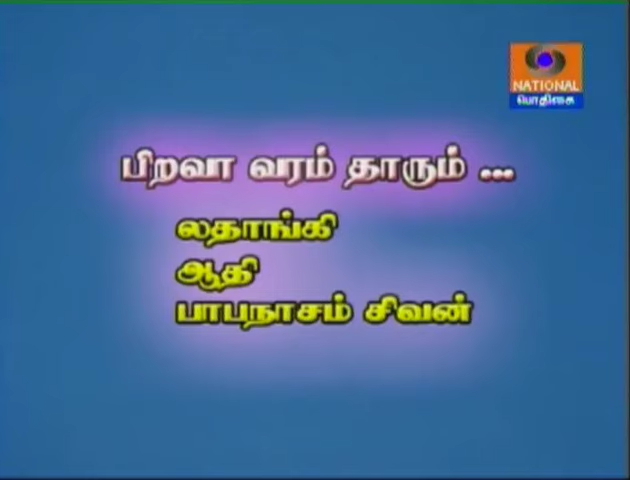 NATIONAL
பொதிகை
பிறவா வரம் தாரும் ...
லதாங்கி
ஆதி
பாபநாசம் சிவன்